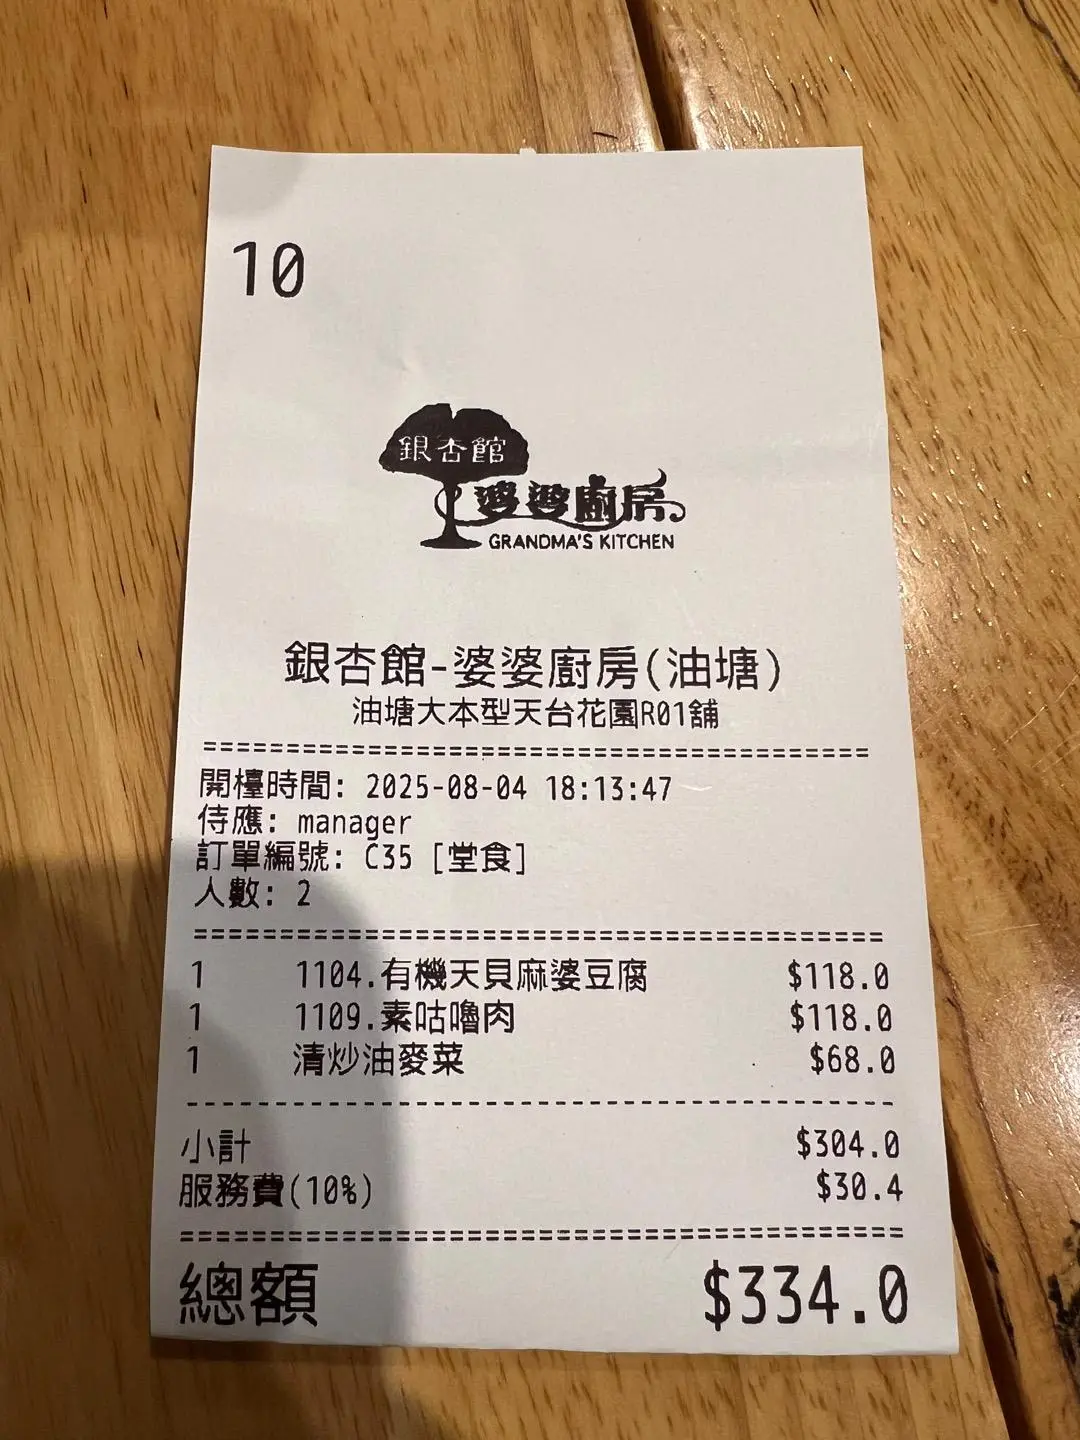 10
銀杏館
婆婆廚房
GRANDMA'S KITCHEN
銀杏館-婆婆廚房(油塘)
油塘大本型天台花園R01舖
========================================
開檯時間: 2025-08-04 18:13:47
侍應: manager
訂單編號: C35 [堂食]
人數: 2
========================================
1 1104.有機天貝麻婆豆腐 $118.0
1 1109.素咕嚕肉 $118.0
1 清炒油麥菜 $68.0
----------------------------------------
小計 $304.0
服務費(10%) $30.4
========================================
總額 $334.0